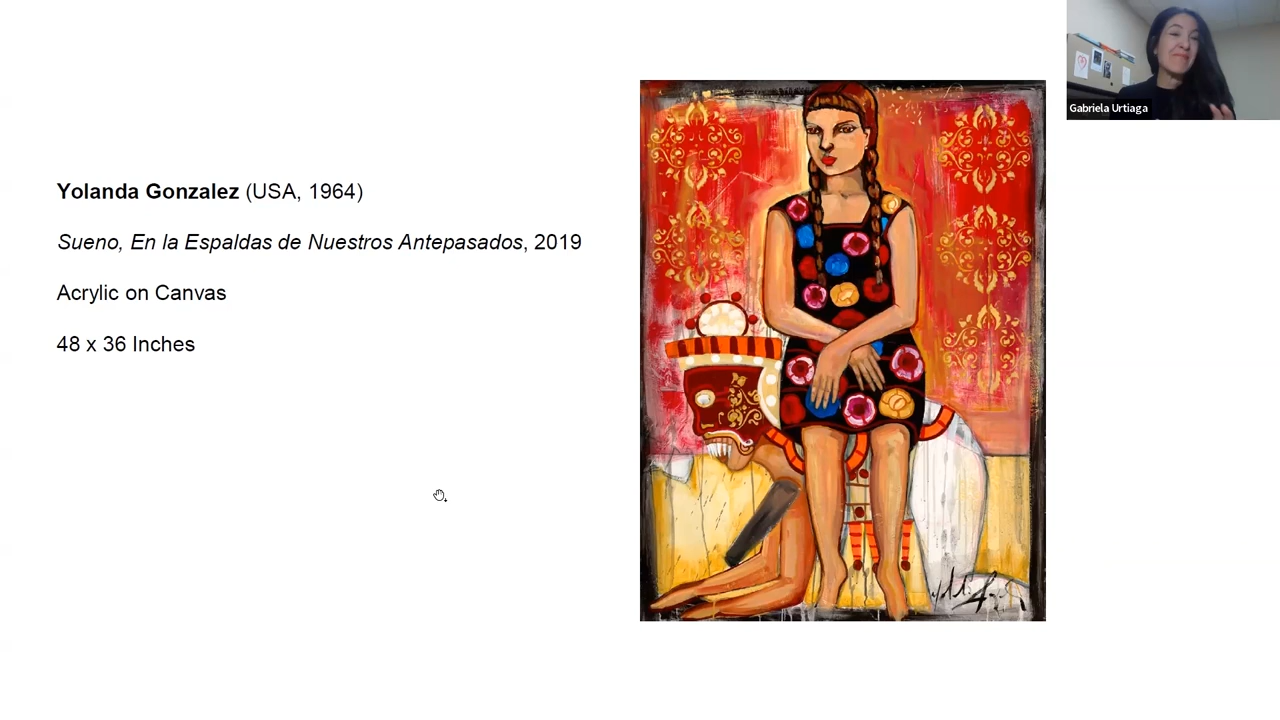 Yolanda Gonzalez (USA, 1964)
Sueno, En la Espaldas de Nuestros Antepasados, 2019
Acrylic on Canvas
48 x 36 Inches
Gabriela Urtiaga